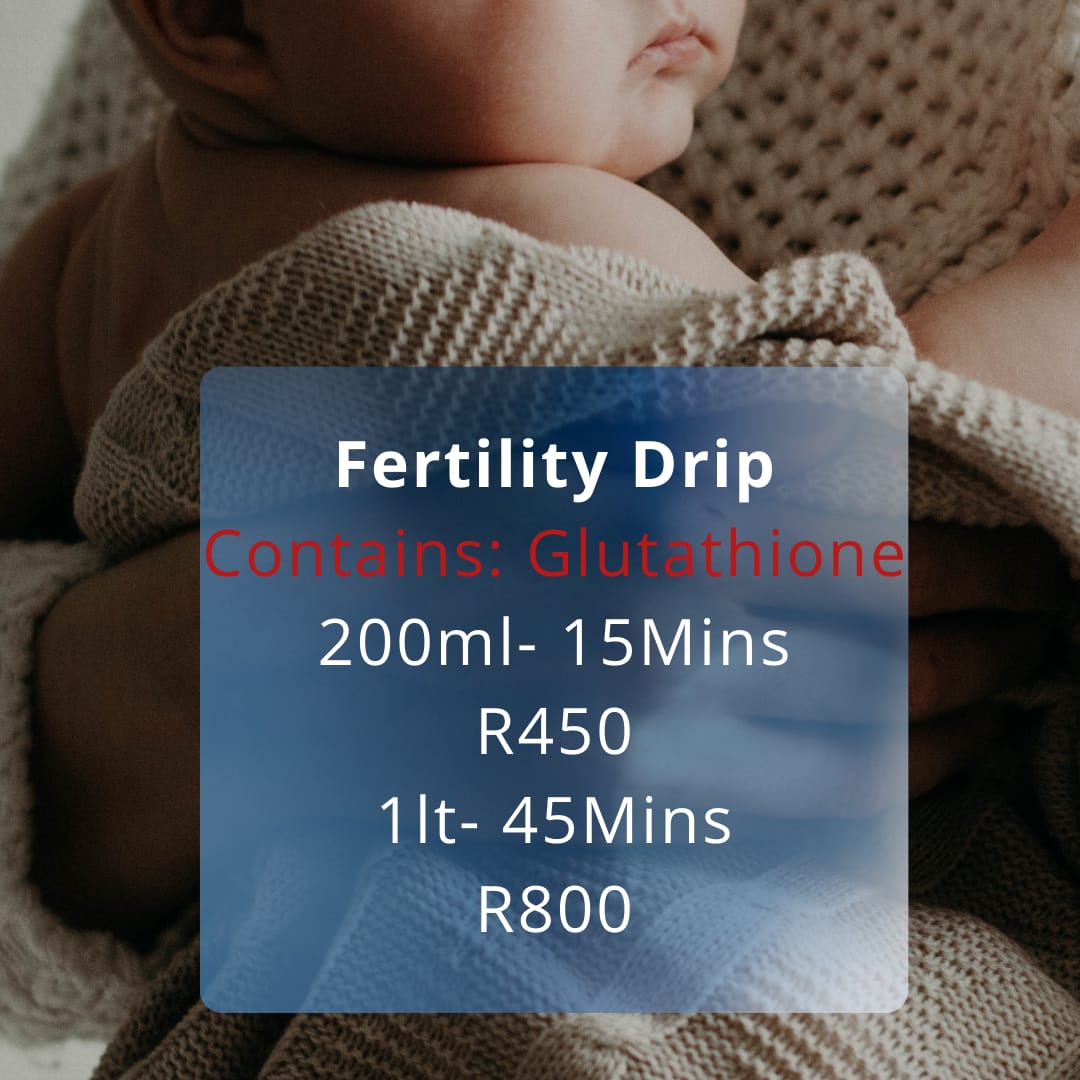 Fertility Drip
Contains: Glutathione
200ml- 15Mins
R450
1lt- 45Mins
R800